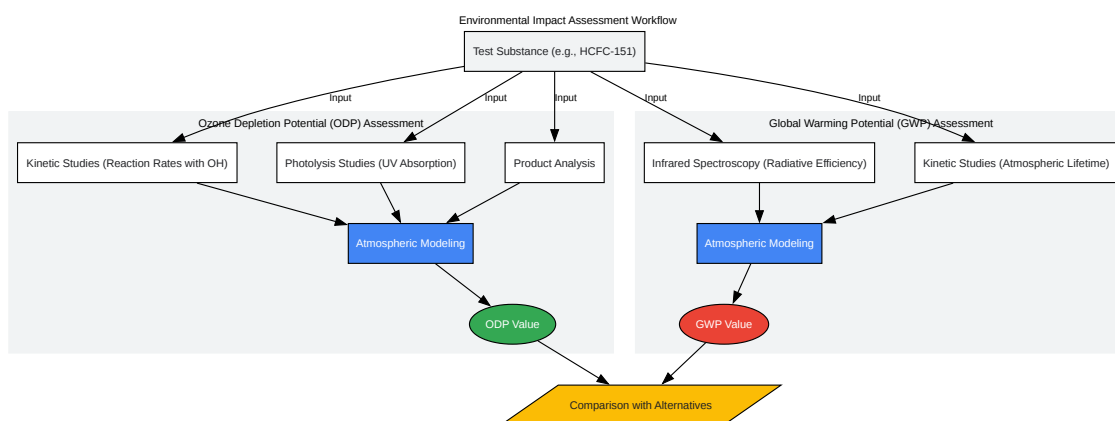 Environmental Impact Assessment Workflow
Test Substance (e.g., HCFC-151)
Input
Input
Input
Input
Input
Ozone Depletion Potential (ODP) Assessment
Global Warming Potential (GWP) Assessment
Kinetic Studies (Reaction Rates with OH)
Photolysis Studies (UV Absorption)
Product Analysis
Infrared Spectroscopy (Radiative Efficiency)
Kinetic Studies (Atmospheric Lifetime)
Atmospheric Modeling
Atmospheric Modeling
ODP Value
GWP Value
Comparison with Alternatives